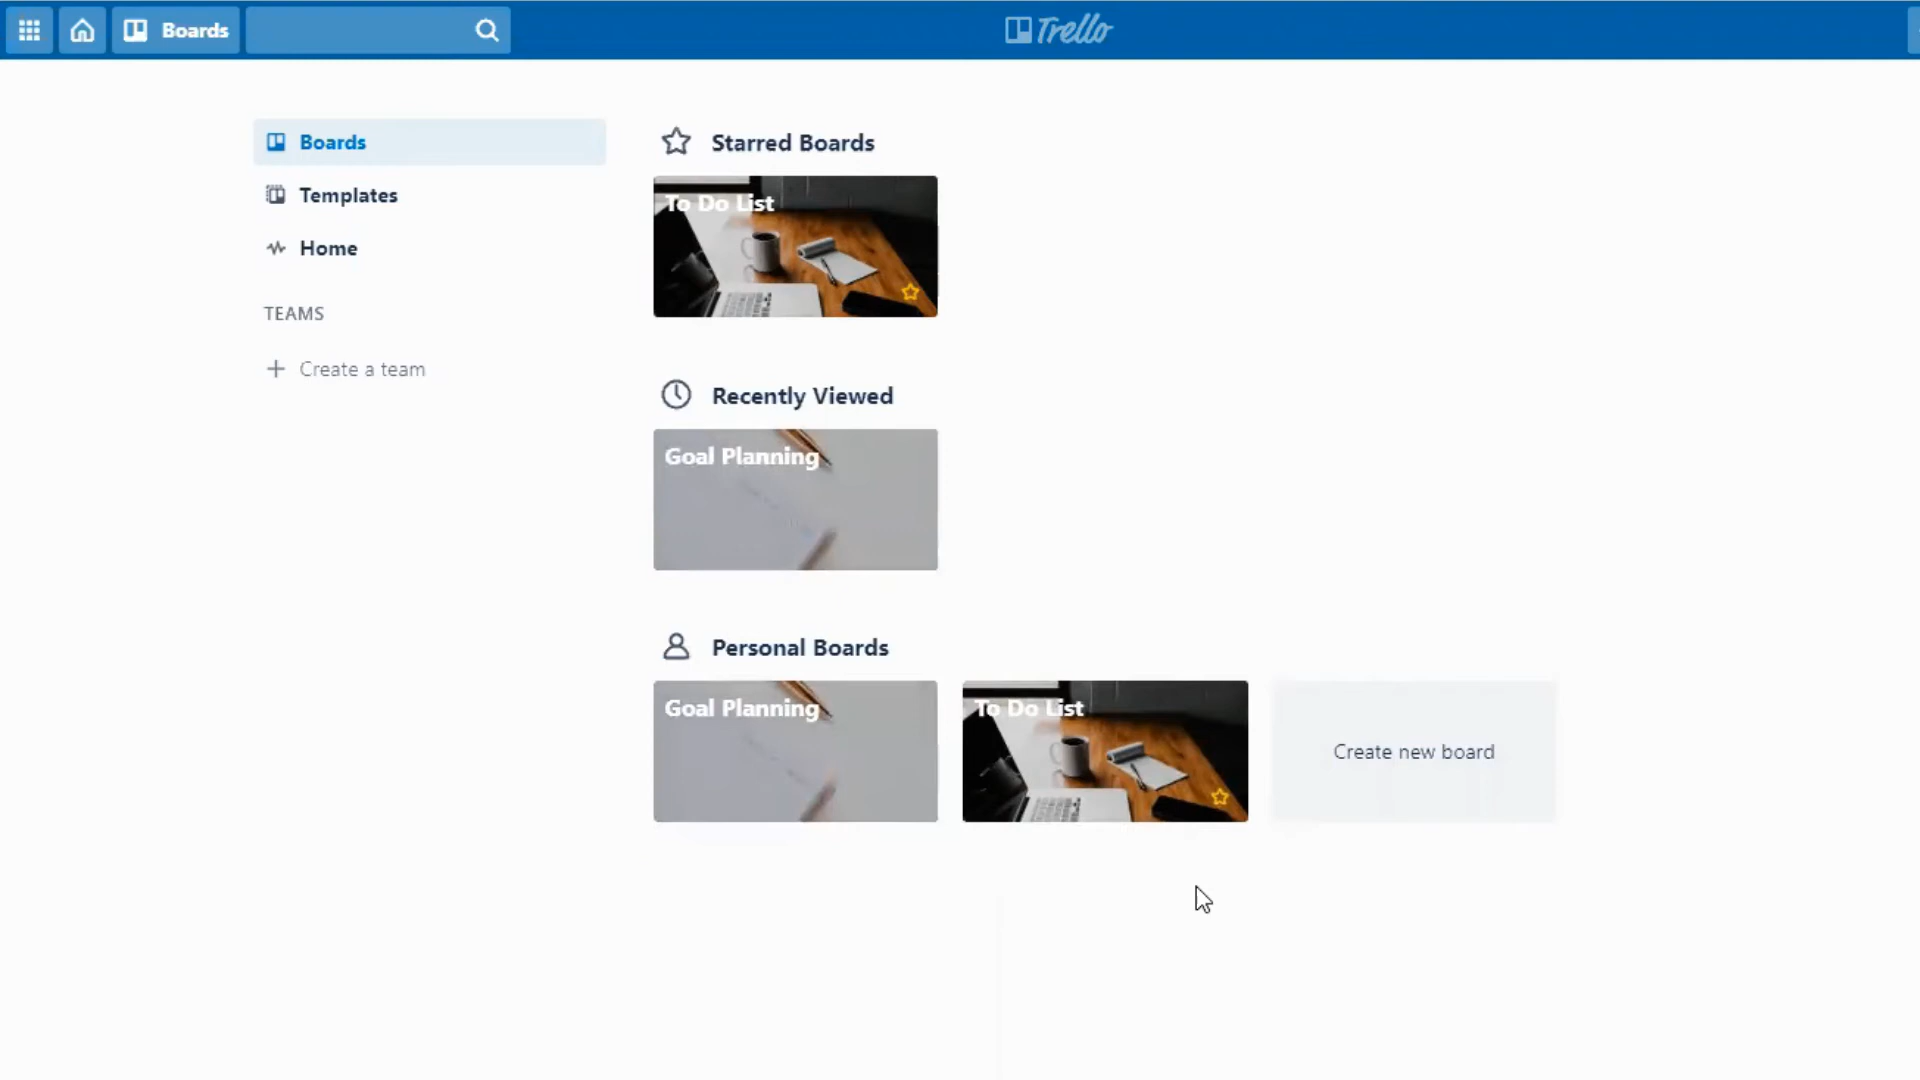 Boards
Trello
Boards
Templates
Home
TEAMS
Create a team
Starred Boards
To Do List
Recently Viewed
Goal Planning
Personal Boards
Goal Planning
To Do List
Create new board